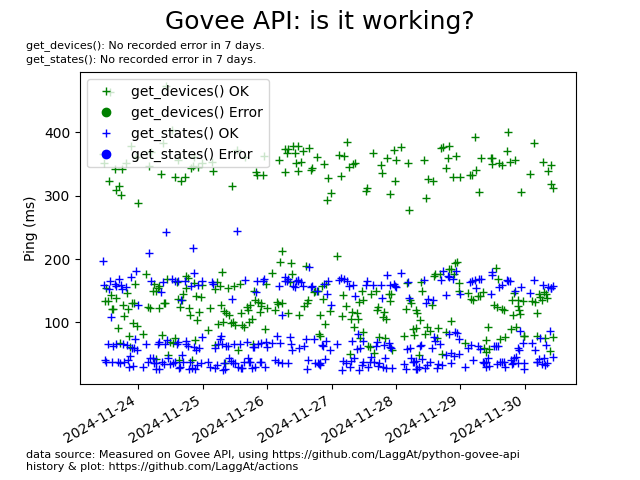 Govee API: is it working?
get_devices(): No recorded error in 7 days.
get_states(): No recorded error in 7 days.
get_devices() OK
get_devices() Error
get_states() OK
get_states() Error
400
300
200
100
Ping (ms)
2024-11-24
2024-11-25
2024-11-26
2024-11-27
2024-11-28
2024-11-29
2024-11-30
data source: Measured on Govee API, using https://github.com/LaggAt/python-govee-api
history & plot: https://github.com/LaggAt/actions